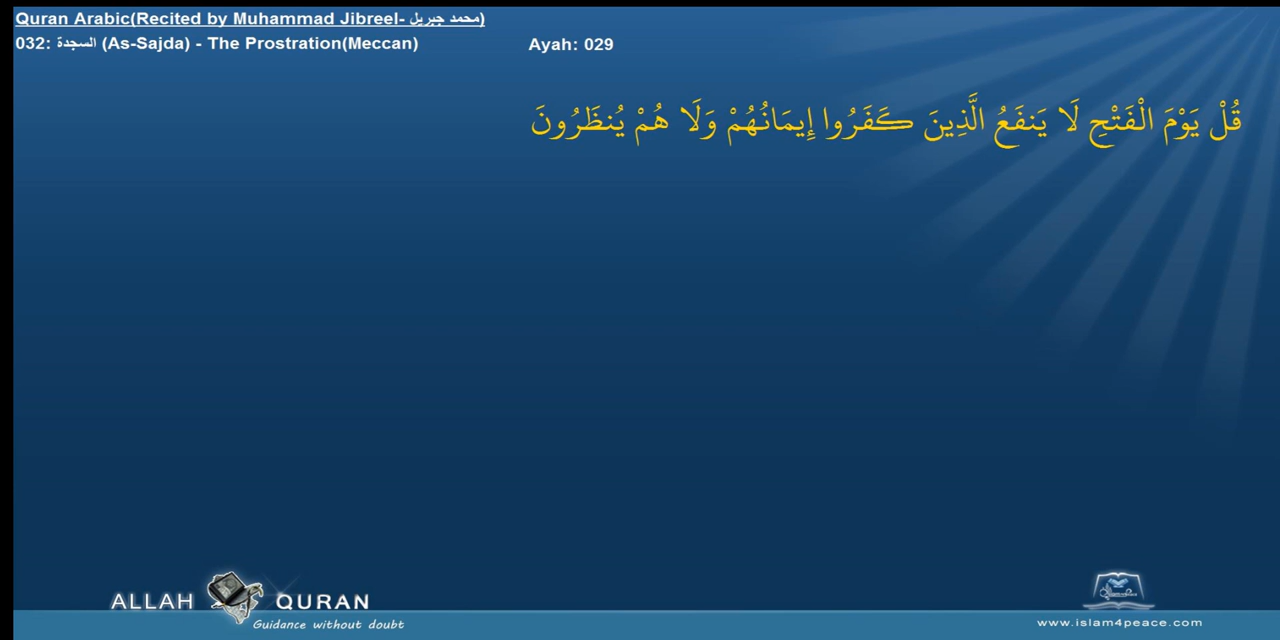 Quran Arabic(Recited by Muhammad Jibreel- محمد جبريل)
032: السجدة (As-Sajda) - The Prostration(Meccan) Ayah: 029
قُلْ يَوْمَ الْفَتْحِ لَا يَنفَعُ الَّذِينَ كَفَرُوا إِيمَانُهُمْ وَلَا هُمْ يُنظَرُونَ
ALLAH QURAN
Guidance without doubt
www.islam4peace.com